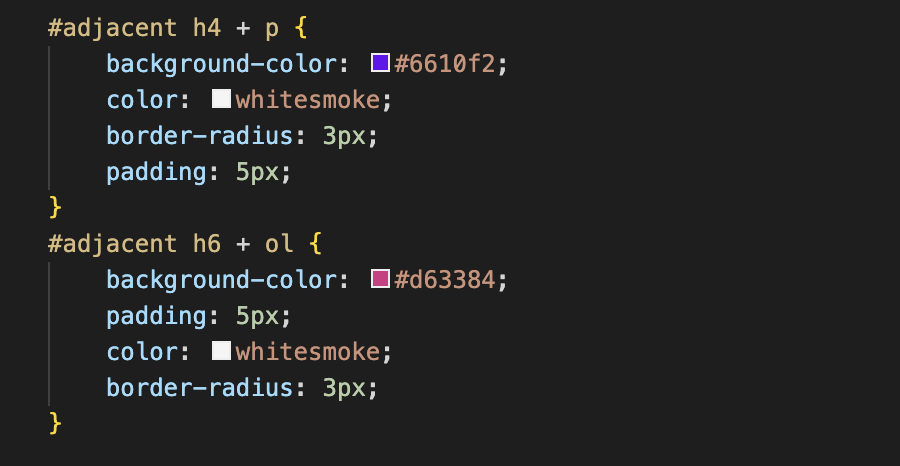 #adjacent h4 + p {
    background-color: #6610f2;
    color: whitesmoke;
    border-radius: 3px;
    padding: 5px;
}
#adjacent h6 + ol {
    background-color: #d63384;
    padding: 5px;
    color: whitesmoke;
    border-radius: 3px;
}